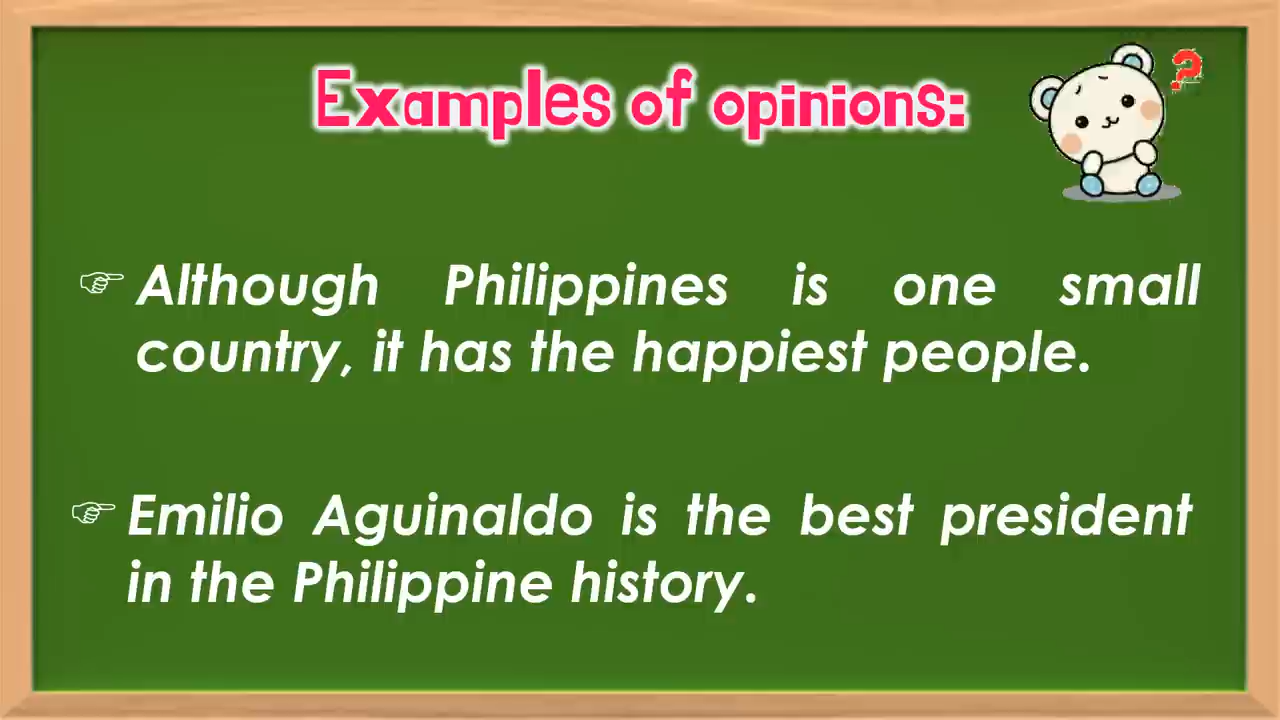 Examples of opinions:
?
☞ Although Philippines is one small
country, it has the happiest people.
☞ Emilio Aguinaldo is the best president
in the Philippine history.